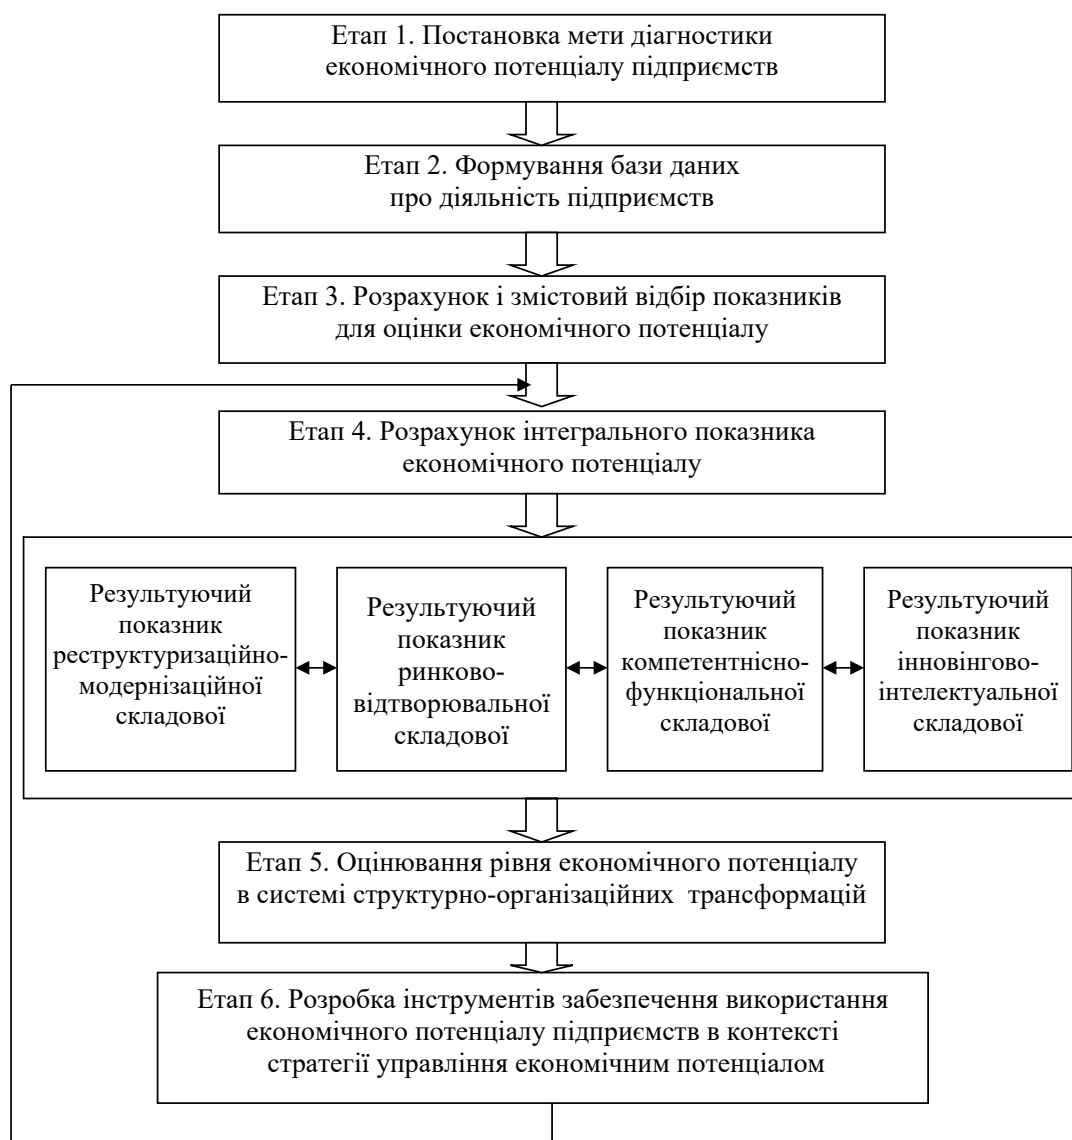 Етап 1. Постановка мети діагностики
економічного потенціалу підприємств
Етап 2. Формування бази даних
про діяльність підприємств
Етап 3. Розрахунок і змістовий відбір показників
для оцінки економічного потенціалу
Етап 4. Розрахунок інтегрального показника
економічного потенціалу
Результуючий
показник
реструктуризаційно-
модернізаційної
складової
Результуючий
показник
ринково-
відтворювальної
складової
Результуючий
показник
компетентнісно-
функціональної
складової
Результуючий
показник
інновінгово-
інтелектуальної
складової
Етап 5. Оцінювання рівня економічного потенціалу
в системі структурно-організаційних трансформацій
Етап 6. Розробка інструментів забезпечення використання
економічного потенціалу підприємств в контексті
стратегії управління економічним потенціалом